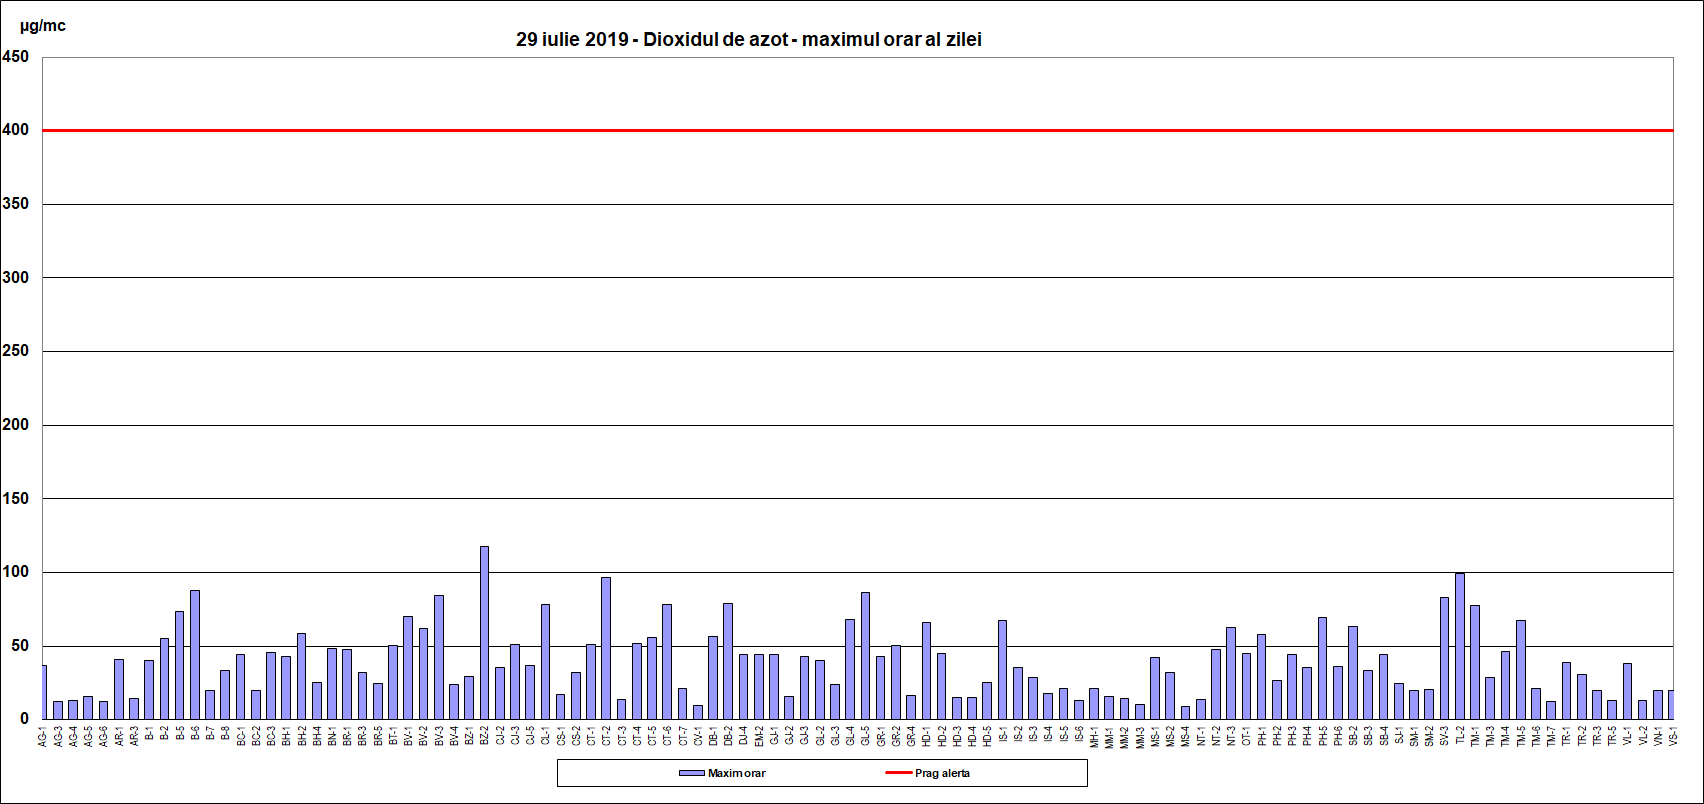 µg/mc
29 iulie 2019 - Dioxidul de azot - maximul orar al zilei
450
400
350
300
250
200
150
100
50
0
AG-1 AG-3 AG-4 AG-5 AG-6 AR-1 AR-3 B-1 B-2 B-5 B-6 B-7 B-8 BC-1 BC-2 BC-3 BH-1 BH-2 BH-4 BN-1 BR-1 BR-3 BR-5 BT-1 BV-1 BV-2 BV-3 BV-4 BZ-1 BZ-2 CJ-2 CJ-3 CJ-5 CL-1 CS-1 CS-2 CT-1 CT-2 CT-3 CT-4 CT-5 CT-6 CT-7 CV-1 DB-1 DB-2 DJ-4 EM-2 GJ-1 GJ-2 GJ-3 GL-2 GL-3 GL-4 GL-5 GR-1 GR-2 GR-4 HD-1 HD-2 HD-3 HD-4 HD-5 IS-1 IS-2 IS-3 IS-4 IS-5 IS-6 MH-1 MM-1 MM-2 MM-3 MS-1 MS-2 MS-4 NT-1 NT-2 NT-3 OT-1 PH-1 PH-2 PH-3 PH-4 PH-5 PH-6 SB-2 SB-3 SB-4 SJ-1 SM-1 SM-2 SV-3 TL-2 TM-1 TM-3 TM-4 TM-5 TM-6 TM-7 TR-1 TR-2 TR-3 TR-5 VL-1 VL-2 VN-1 VS-1
Maxim orar Prag alerta